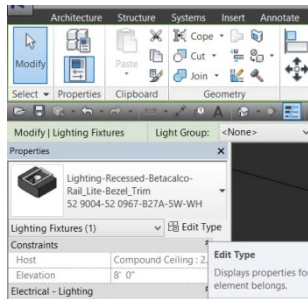 Architecture Structure Systems Insert Annotate
Modify
Paste
Cope
Cut
Join
Select Properties Clipboard Geometry
Modify | Lighting Fixtures Light Group: <None>
Properties
Lighting-Recessed-Betacalco-
Rail_Lite-Bezel_Trim
52 9004-52 0967-B27A-5W-WH
Lighting Fixtures (1) Edit Type
Constraints
Host Compound Ceiling : 2.
Elevation 8' 0"
Electrical - Lighting
Edit Type
Displays properties fo
element belongs.